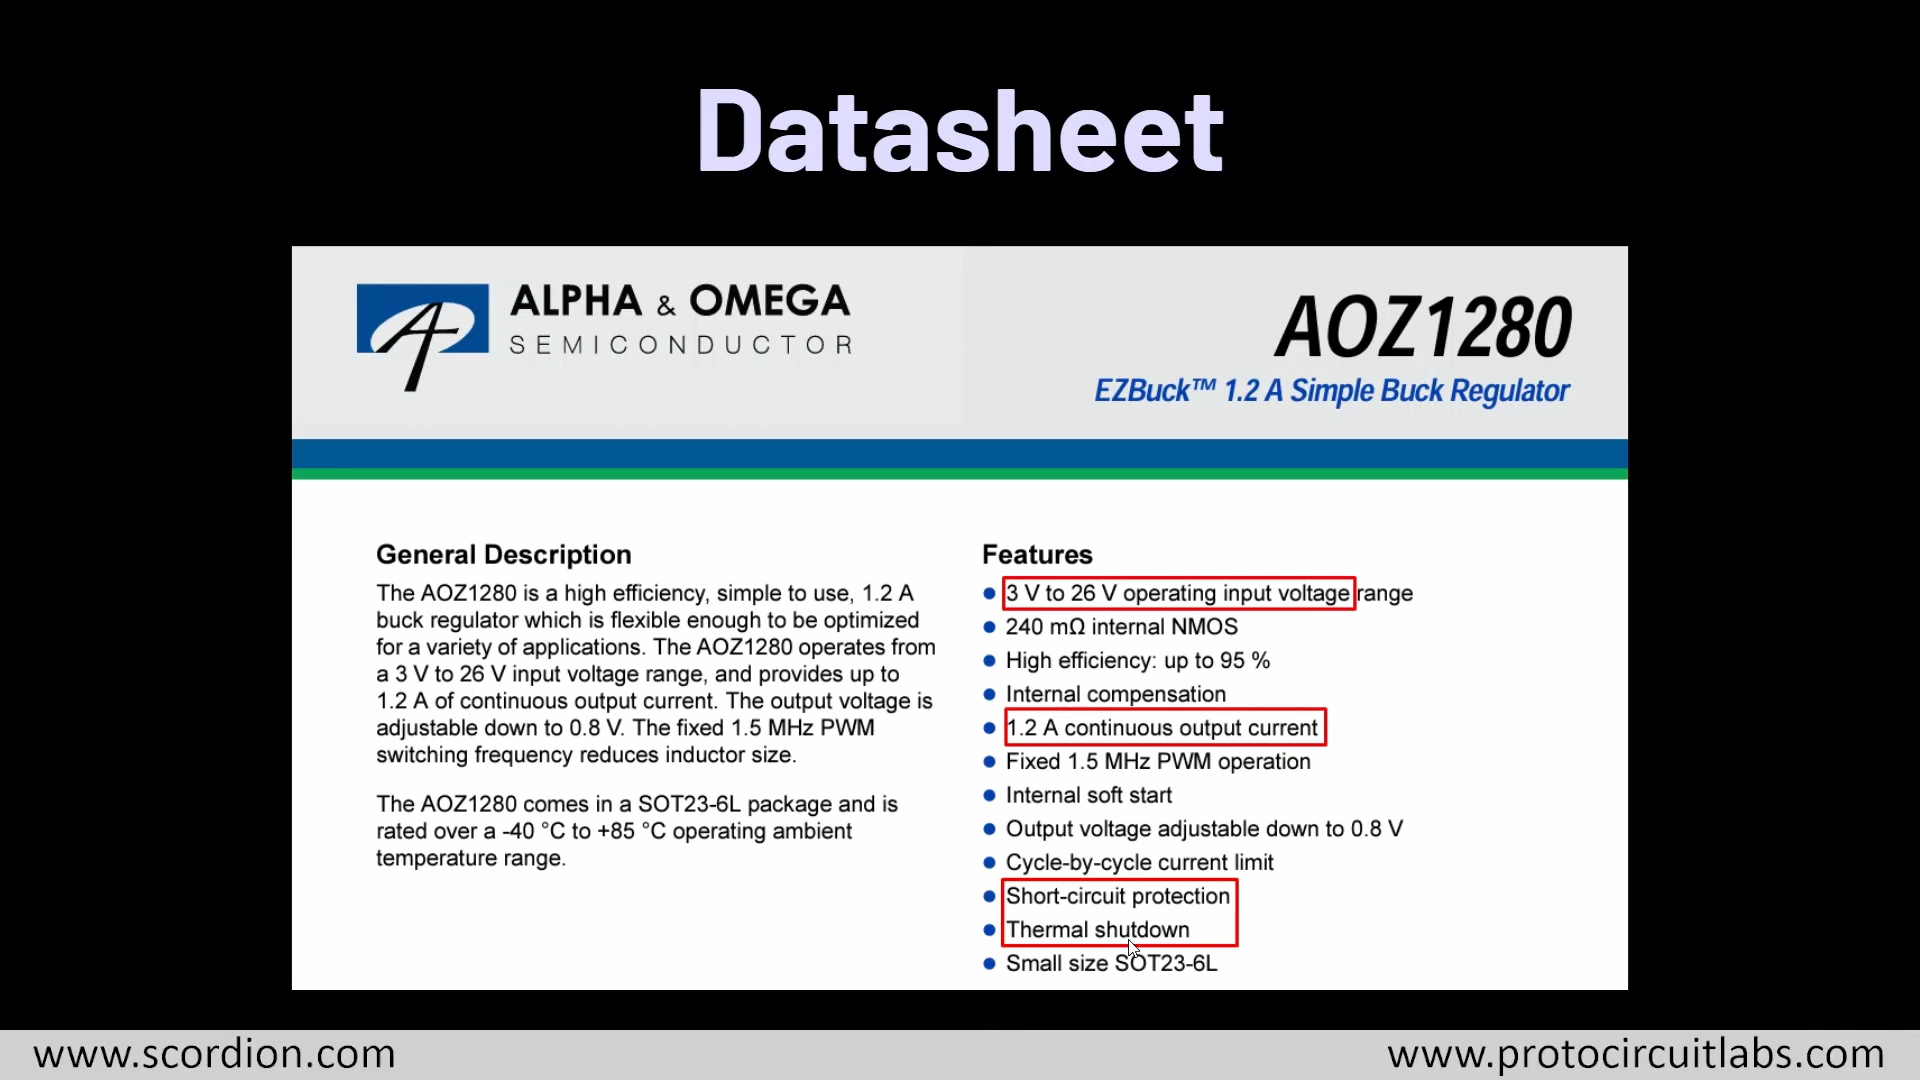 Datasheet
ALPHA & OMEGA
SEMICONDUCTOR
AOZ1280
EZBuck™ 1.2 A Simple Buck Regulator
General Description
The AOZ1280 is a high efficiency, simple to use, 1.2 A
buck regulator which is flexible enough to be optimized
for a variety of applications. The AOZ1280 operates from
a 3 V to 26 V input voltage range, and provides up to
1.2 A of continuous output current. The output voltage is
adjustable down to 0.8 V. The fixed 1.5 MHz PWM
switching frequency reduces inductor size.
The AOZ1280 comes in a SOT23-6L package and is
rated over a -40 °C to +85 °C operating ambient
temperature range.
Features
● 3 V to 26 V operating input voltage range
● 240 mΩ internal NMOS
● High efficiency: up to 95 %
● Internal compensation
● 1.2 A continuous output current
● Fixed 1.5 MHz PWM operation
● Internal soft start
● Output voltage adjustable down to 0.8 V
● Cycle-by-cycle current limit
● Short-circuit protection
● Thermal shutdown
● Small size SOT23-6L
www.scordion.com
www.protocircuitlabs.com